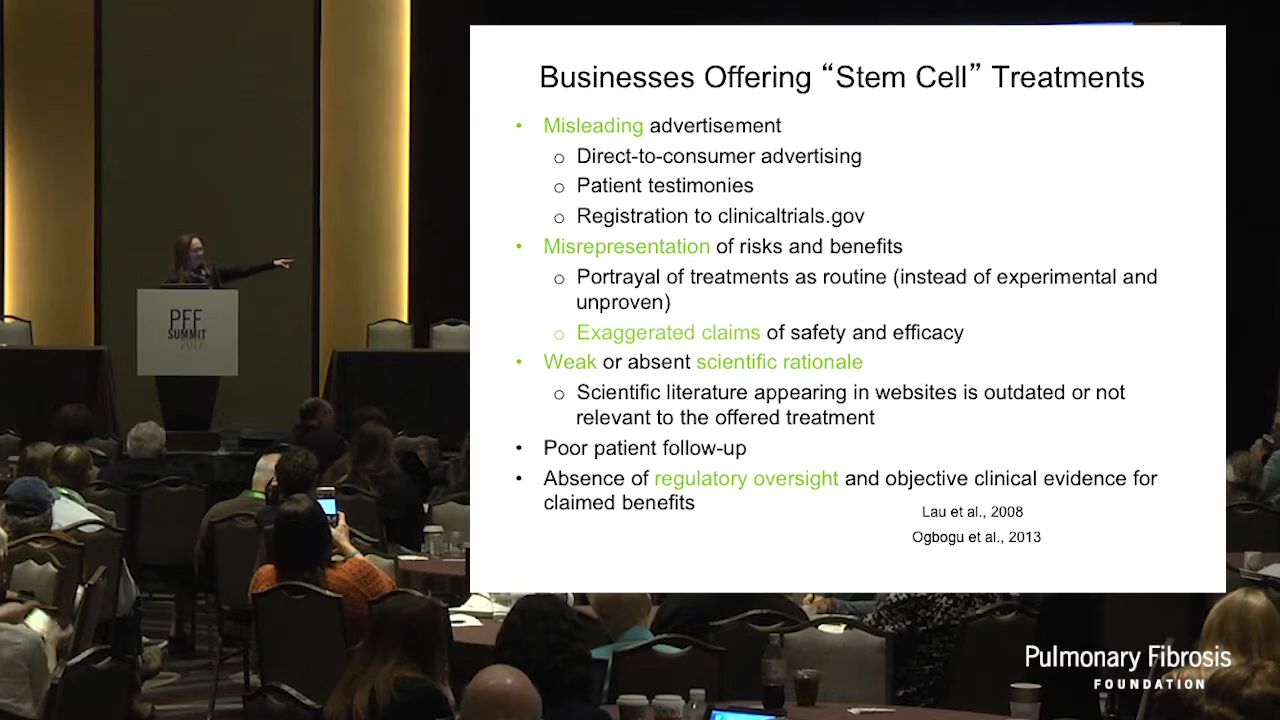 Businesses Offering “Stem Cell” Treatments
• Misleading advertisement
o Direct-to-consumer advertising
o Patient testimonies
o Registration to clinicaltrials.gov
• Misrepresentation of risks and benefits
o Portrayal of treatments as routine (instead of experimental and
unproven)
o Exaggerated claims of safety and efficacy
• Weak or absent scientific rationale
o Scientific literature appearing in websites is outdated or not
relevant to the offered treatment
• Poor patient follow-up
• Absence of regulatory oversight and objective clinical evidence for
claimed benefits
Lau et al., 2008
Ogbogu et al., 2013
PFF
SUMMIT
2017
Pulmonary Fibrosis
FOUNDATION